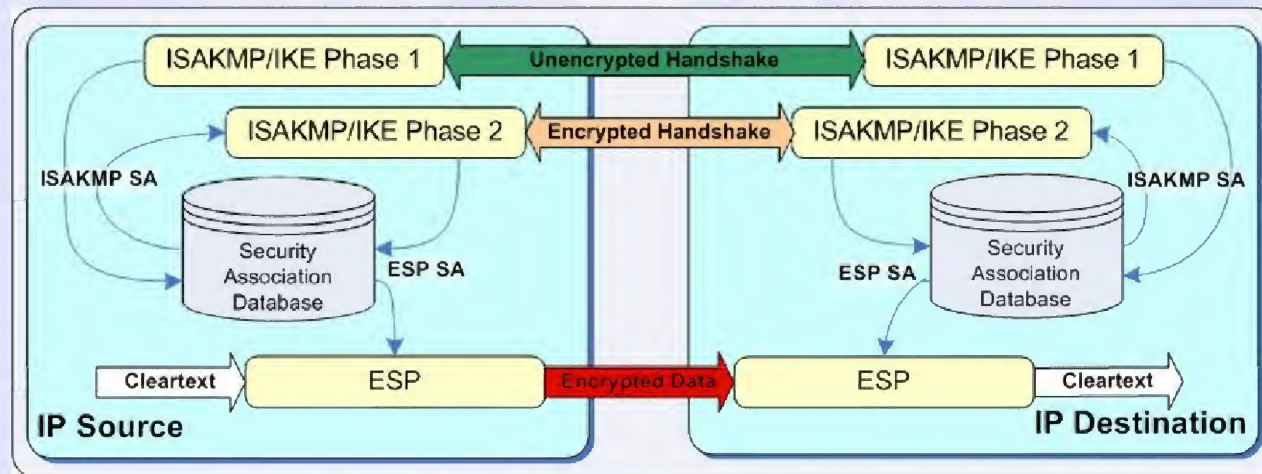 ISAKMP/IKE Phase 1
Unencrypted Handshake
ISAKMP/IKE Phase 1
ISAKMP/IKE Phase 2
Encrypted Handshake
ISAKMP/IKE Phase 2
ISAKMP SA
ISAKMP SA
Security
Association
Database
ESP SA
ESP SA
Security
Association
Database
Cleartext
ESP
Encrypted Data
ESP
Cleartext
IP Source
IP Destination